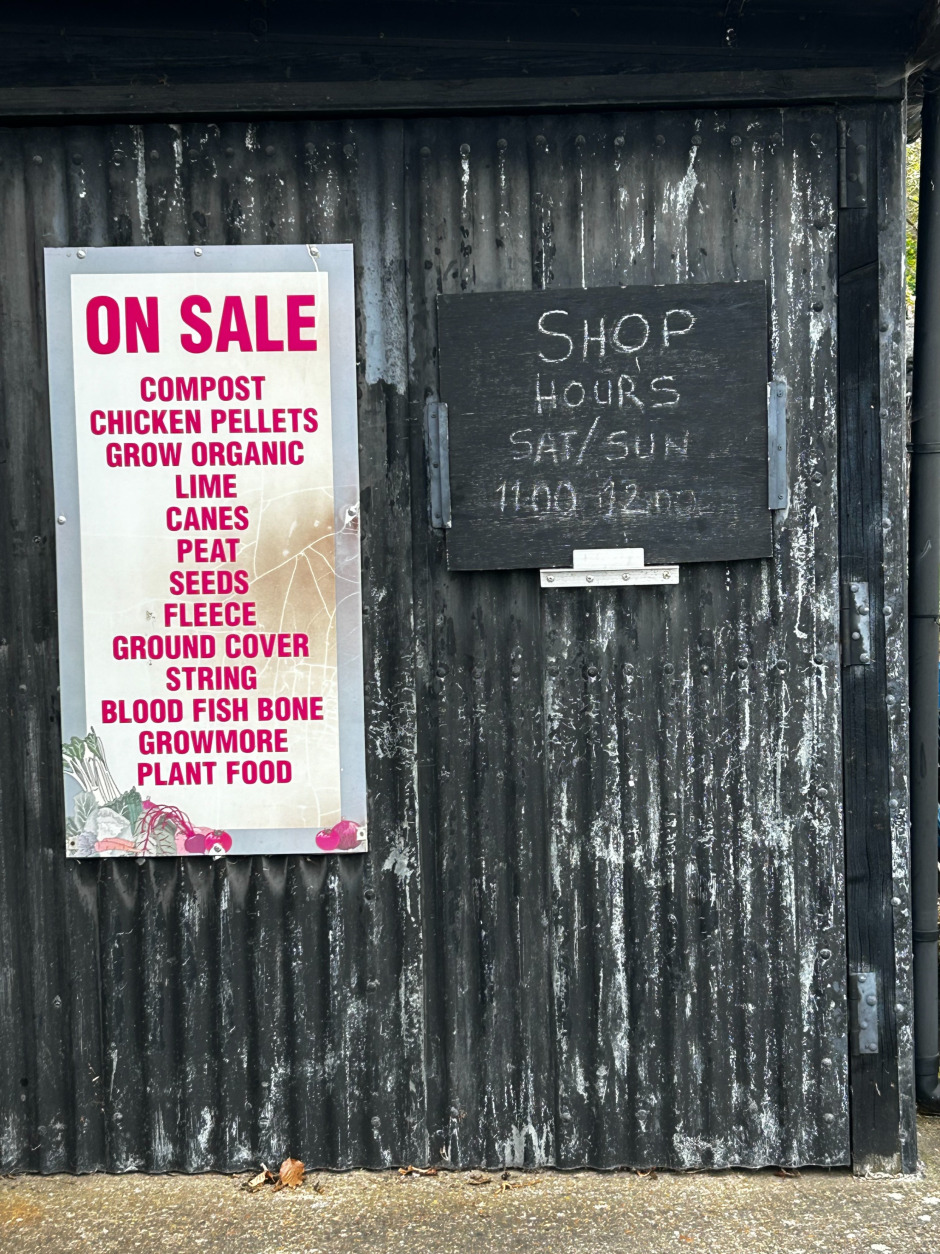 ON SALE
COMPOST
CHICKEN PELLETS
GROW ORGANIC
LIME
CANES
PEAT
SEEDS
FLEECE
GROUND COVER
STRING
BLOOD FISH BONE
GROWMORE
PLANT FOOD
SHOP
HOURS
SAT/SUN
11:00 12:00